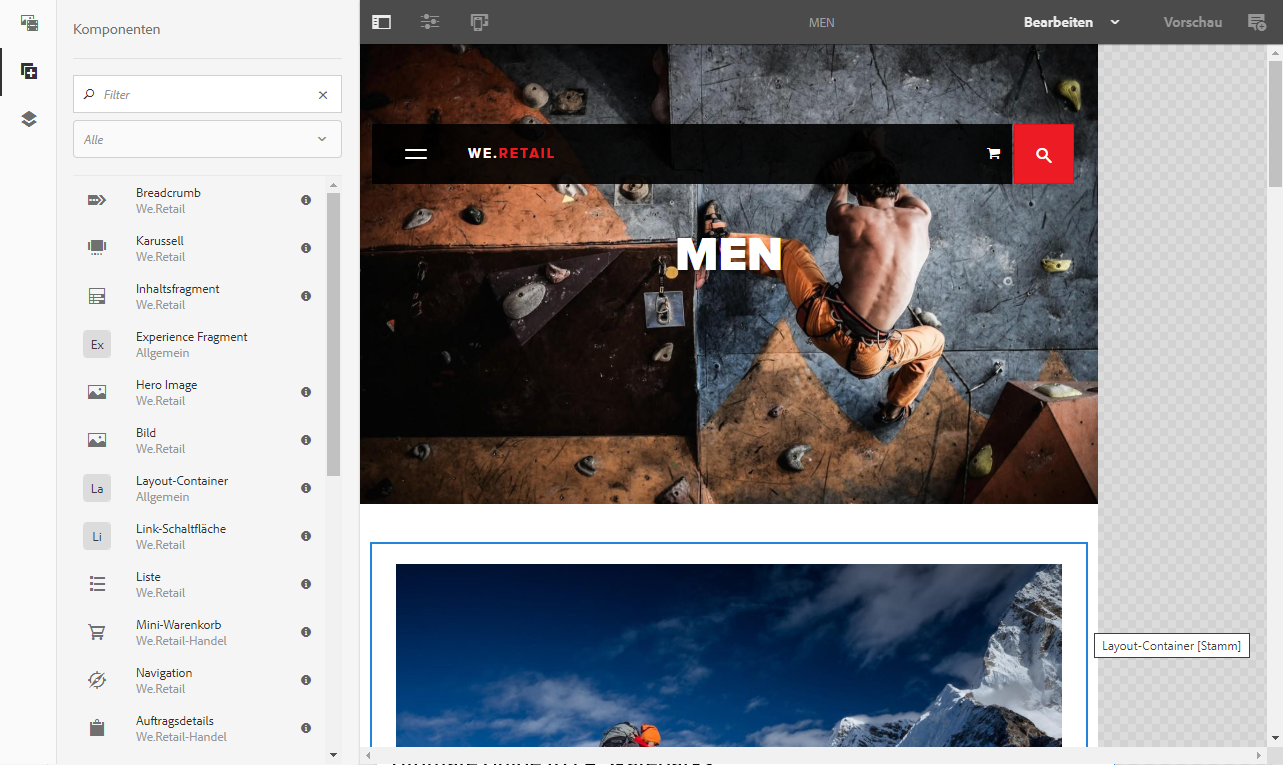 Komponenten
MEN
Bearbeiten
Vorschau
Filter
Alle
Breadcrumb
We.Retail
Karussell
We.Retail
Inhaltsfragment
We.Retail
Ex
Experience Fragment
Allgemein
Hero Image
We.Retail
Bild
We.Retail
La
Layout-Container
Allgemein
Li
Link-Schaltfläche
We.Retail
Liste
We.Retail
Mini-Warenkorb
We.Retail-Handel
Navigation
We.Retail
Auftragsdetails
We.Retail-Handel
WE.RETAIL
MEN
Layout-Container [Stamm]